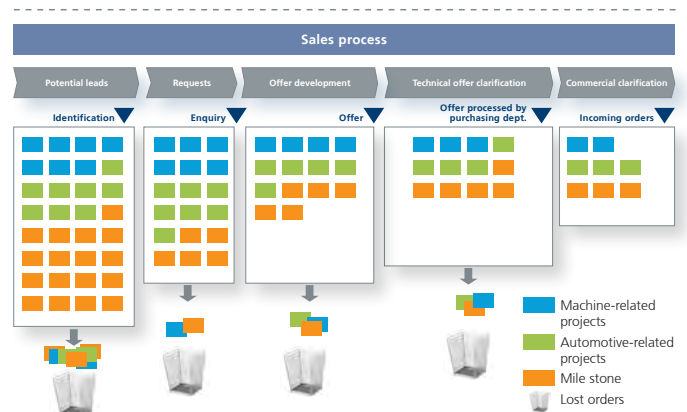 Sales process
Potential leads
Requests
Offer development
Technical offer clarification
Commercial clarification
Identification
Enquiry
Offer
Offer processed by
purchasing dept.
Incoming orders
Machine-related
projects
Automotive-related
projects
Mile stone
Lost orders